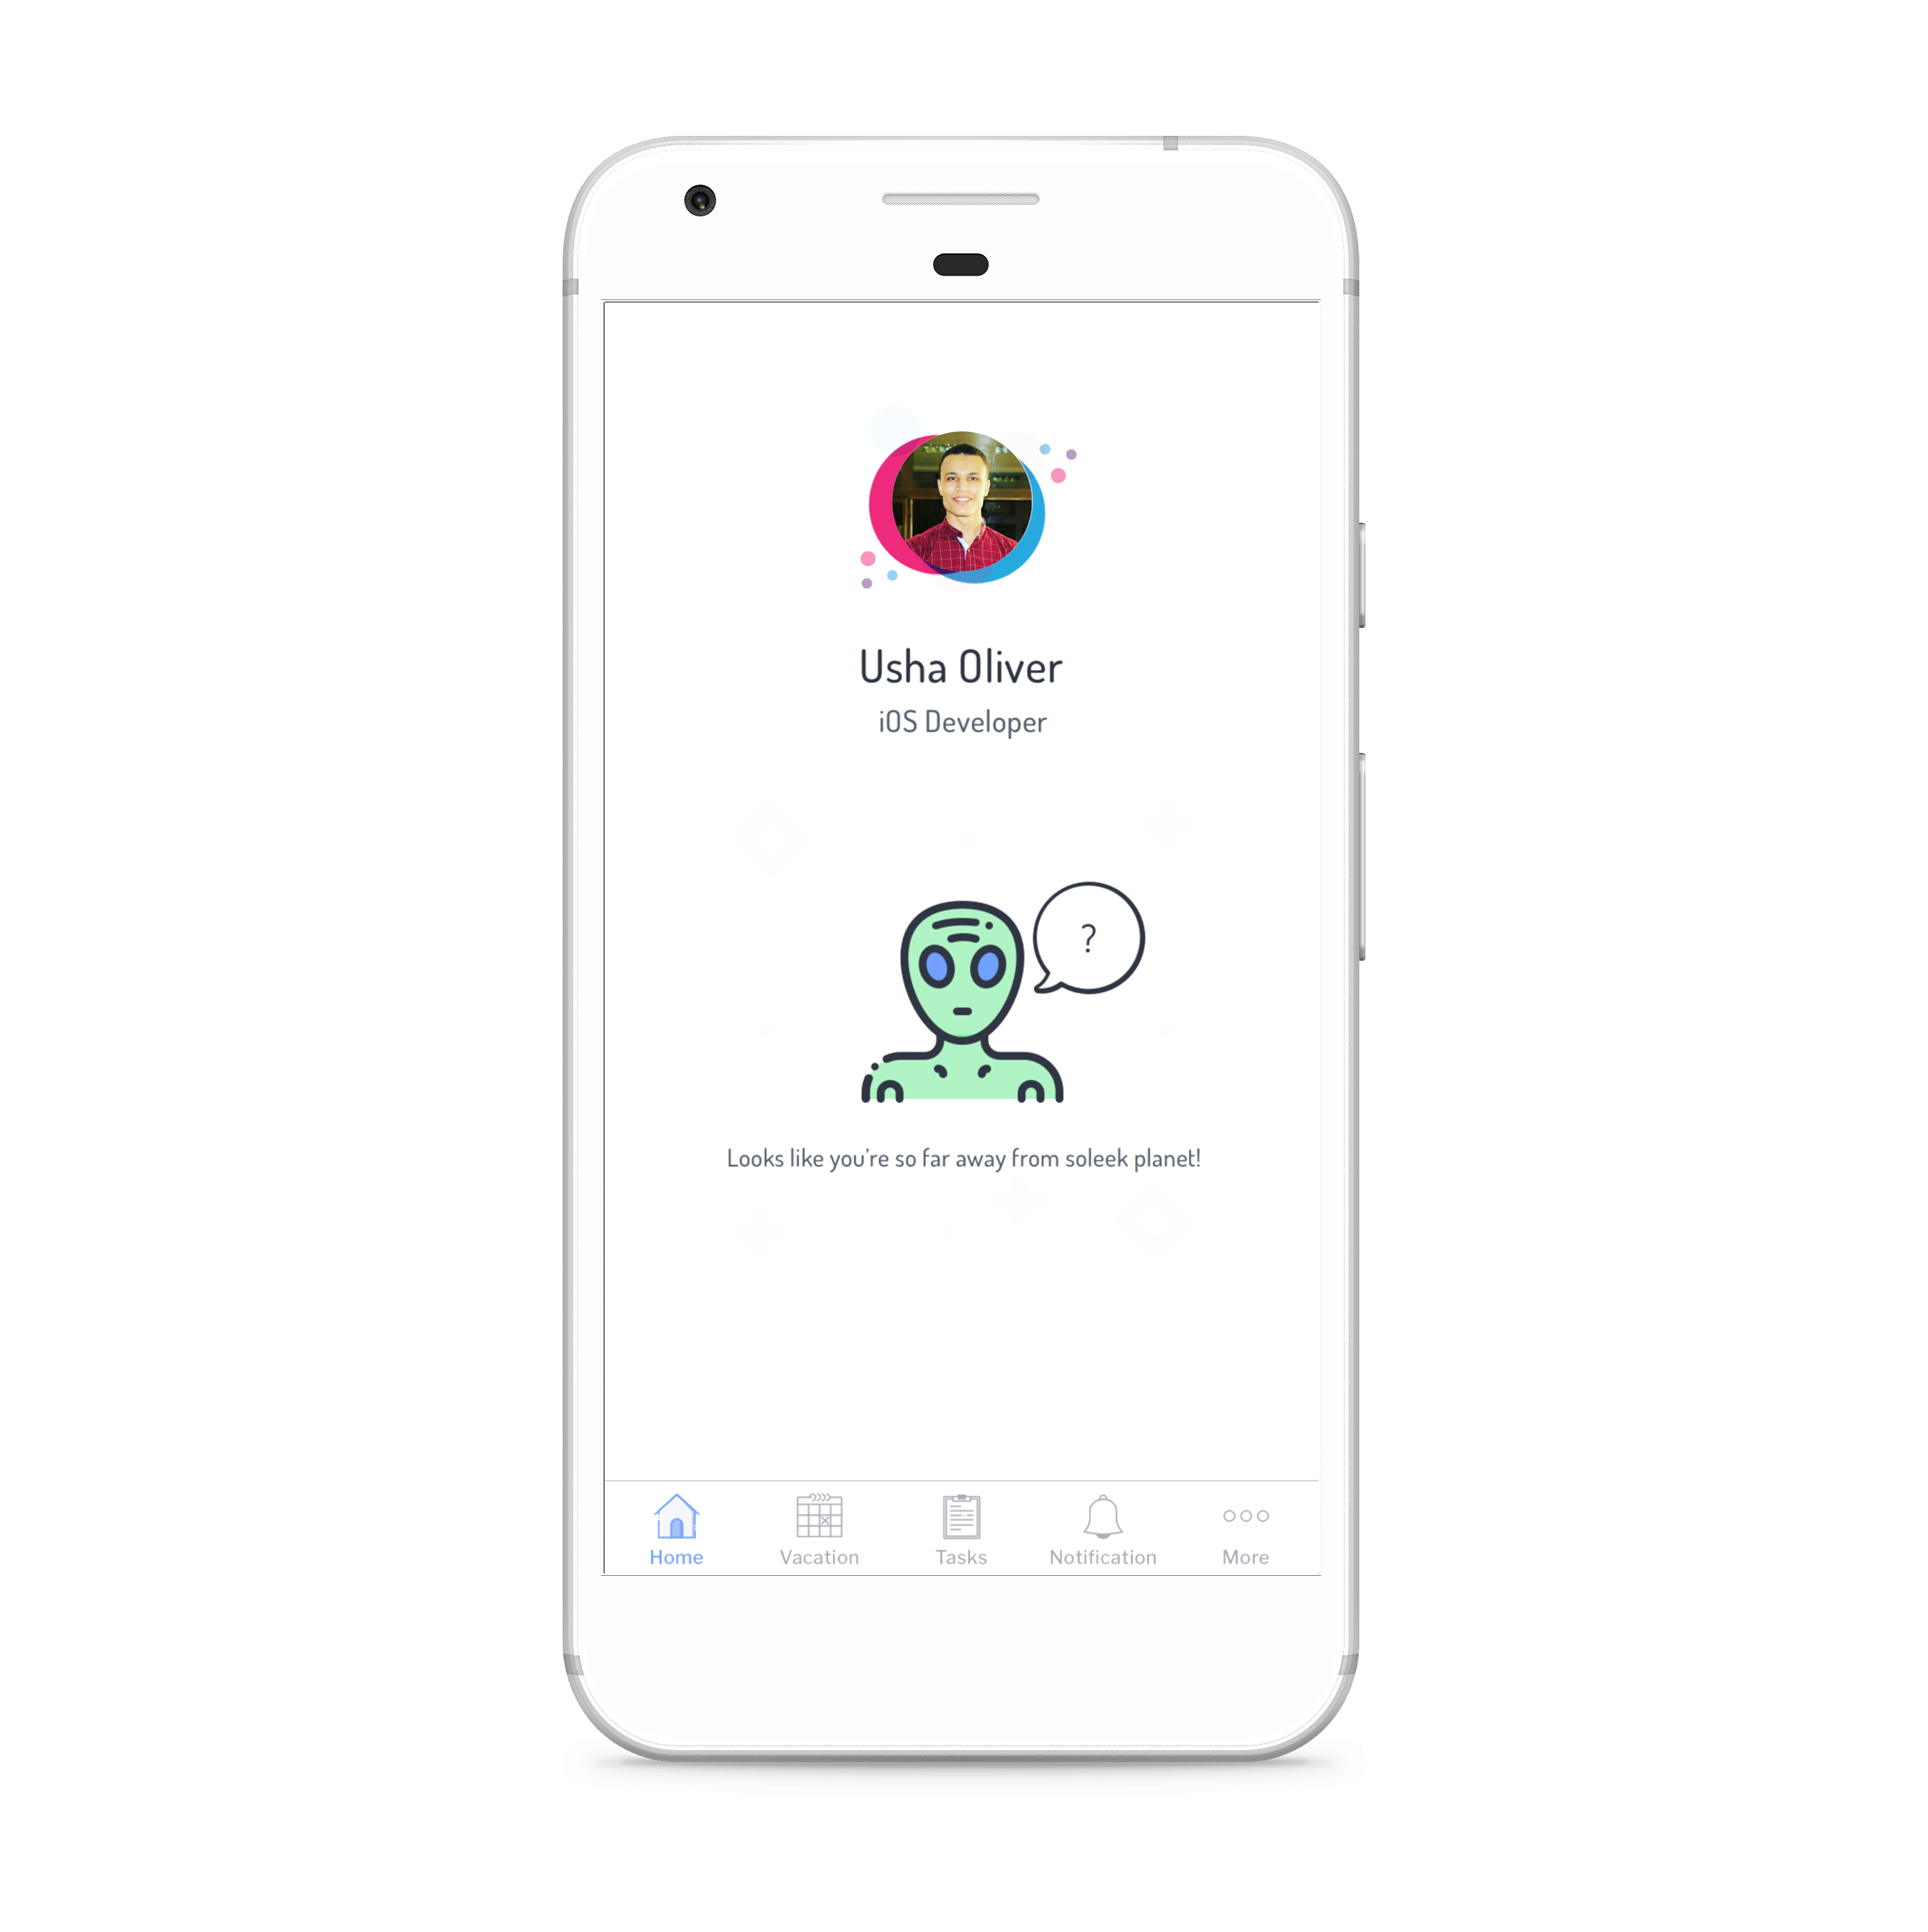 Usha Oliver
iOS Developer
?
Looks like you're so far away from soleek planet!
Home
Vacation
Tasks
Notification
More